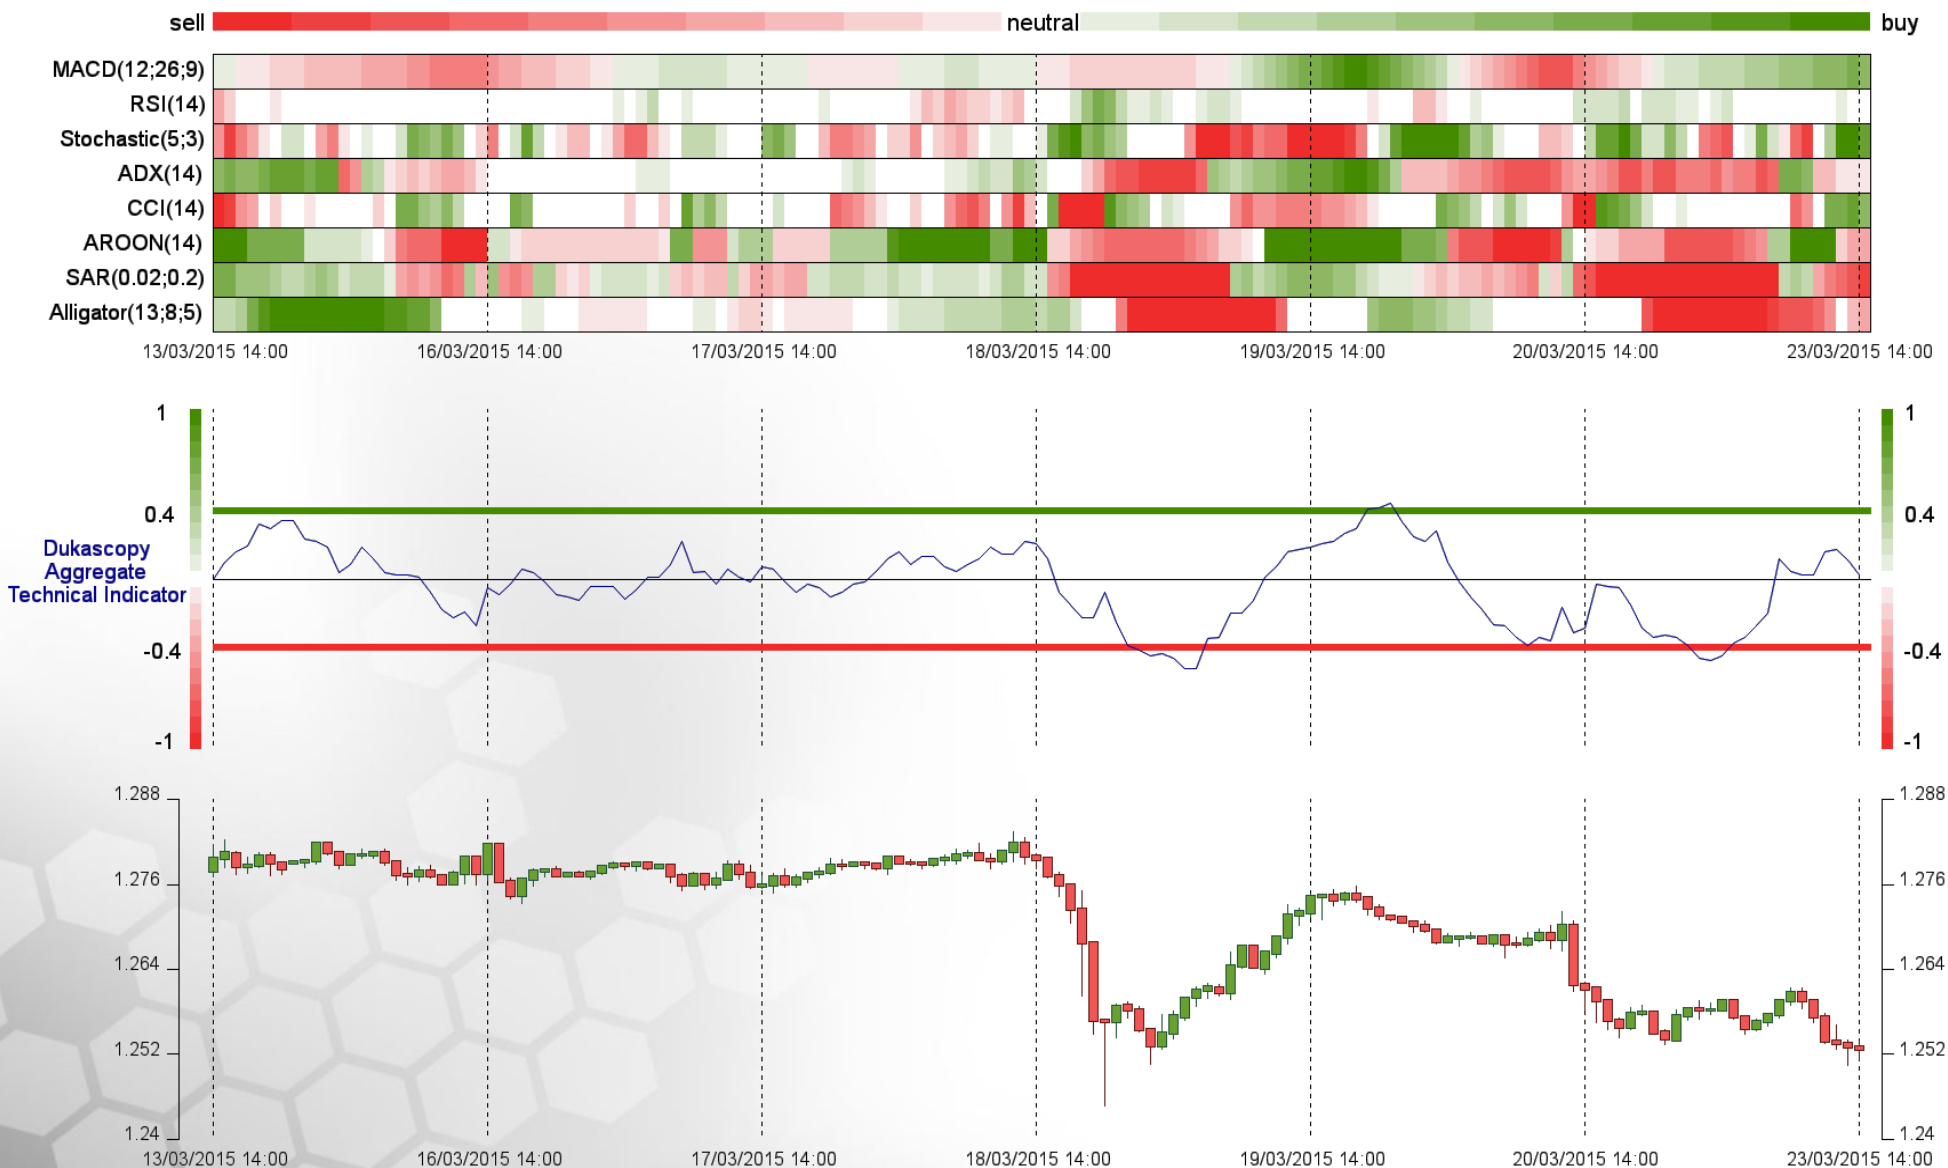 sell neutral buy
MACD(12;26;9)
RSI(14)
Stochastic(5;3)
ADX(14)
CCI(14)
AROON(14)
SAR(0.02;0.2)
Alligator(13;8;5)
13/03/2015 14:00 16/03/2015 14:00 17/03/2015 14:00 18/03/2015 14:00 19/03/2015 14:00 20/03/2015 14:00 23/03/2015 14:00
1 1
0.4 0.4
Dukascopy
Aggregate
Technical Indicator
-0.4 -0.4
-1 -1
1.288 1.288
1.276 1.276
1.264 1.264
1.252 1.252
1.24 1.24
13/03/2015 14:00 16/03/2015 14:00 17/03/2015 14:00 18/03/2015 14:00 19/03/2015 14:00 20/03/2015 14:00 23/03/2015 14:00